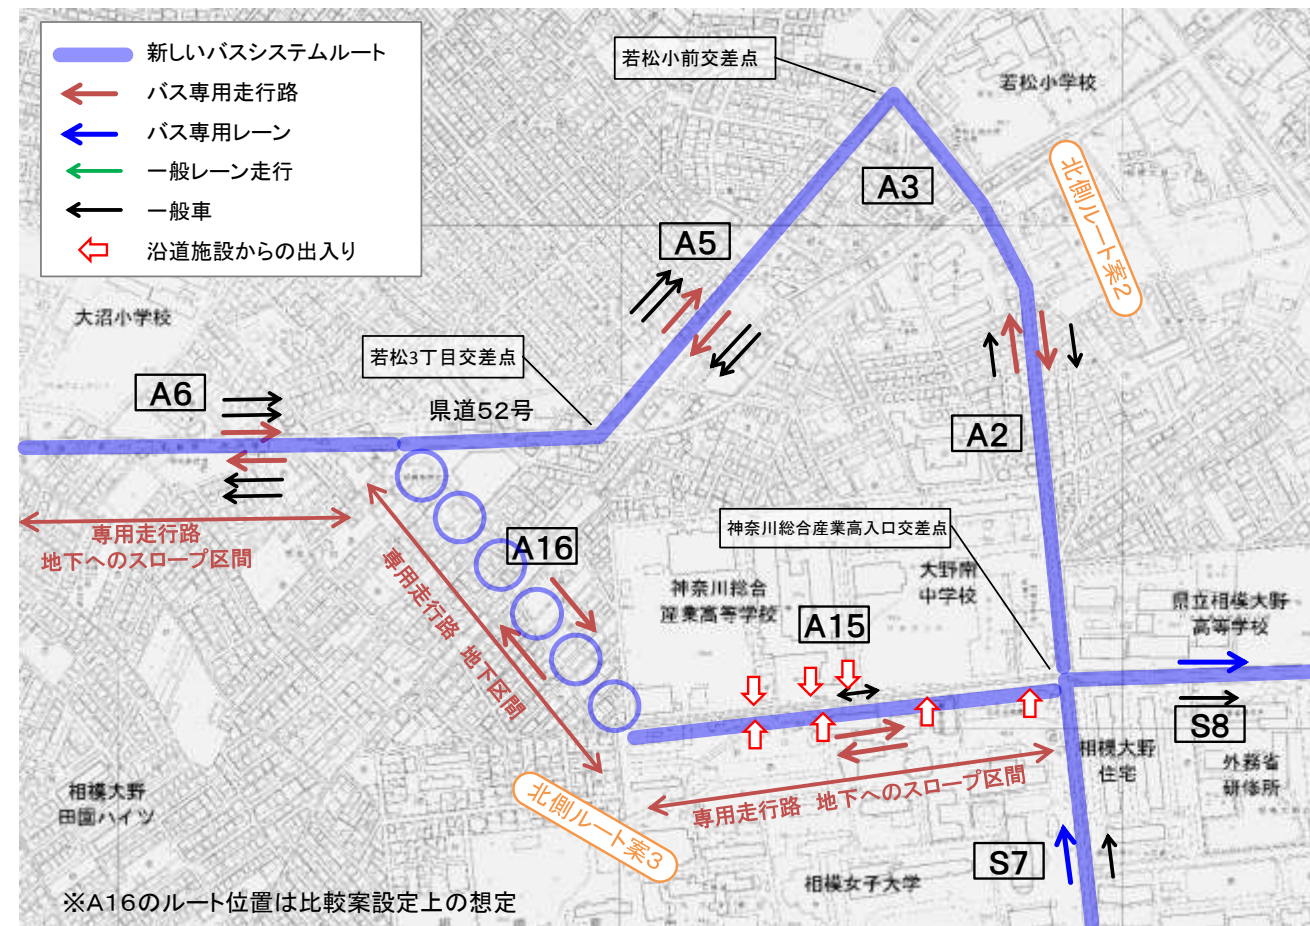 新しいバスシステムルート
バス専用走行路
バス専用レーン
一般レーン走行
一般車
沿道施設からの出入り
若松小前交差点
若松小学校
A3
北側ルート案2
A5
大沼小学校
若松3丁目交差点
A6
県道52号
A2
専用走行路
地下へのスロープ区間
A16
専用走行路 地下区間
神奈川総合産業高入口交差点
神奈川総合
産業高等学校
大野南
中学校
A15
県立相模大野
高等学校
S8
相模大野
住宅
外務省
研修所
専用走行路 地下へのスロープ区間
相模大野
田園ハイツ
北側ルート案3
S7
相模女子大学
※A16のルート位置は比較案設定上の想定